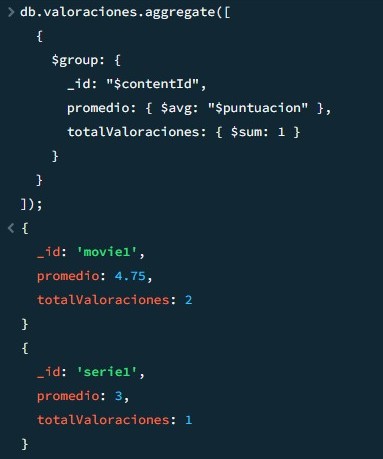 > db.valoraciones.aggregate([
{
$group: {
_id: "$contentId",
promedio: { $avg: "$puntuacion" },
totalValoraciones: { $sum: 1 }
}
}
]);
< {
_id: 'movie1',
promedio: 4.75,
totalValoraciones: 2
}
{
_id: 'serie1',
promedio: 3,
totalValoraciones: 1
}